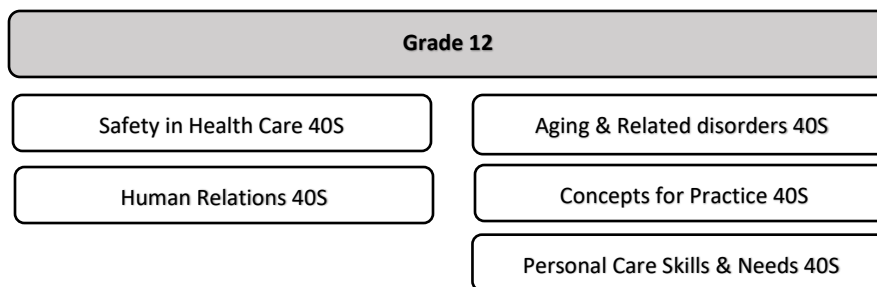 Grade 12
Safety in Health Care 40S
Aging & Related disorders 40S
Human Relations 40S
Concepts for Practice 40S
Personal Care Skills & Needs 40S